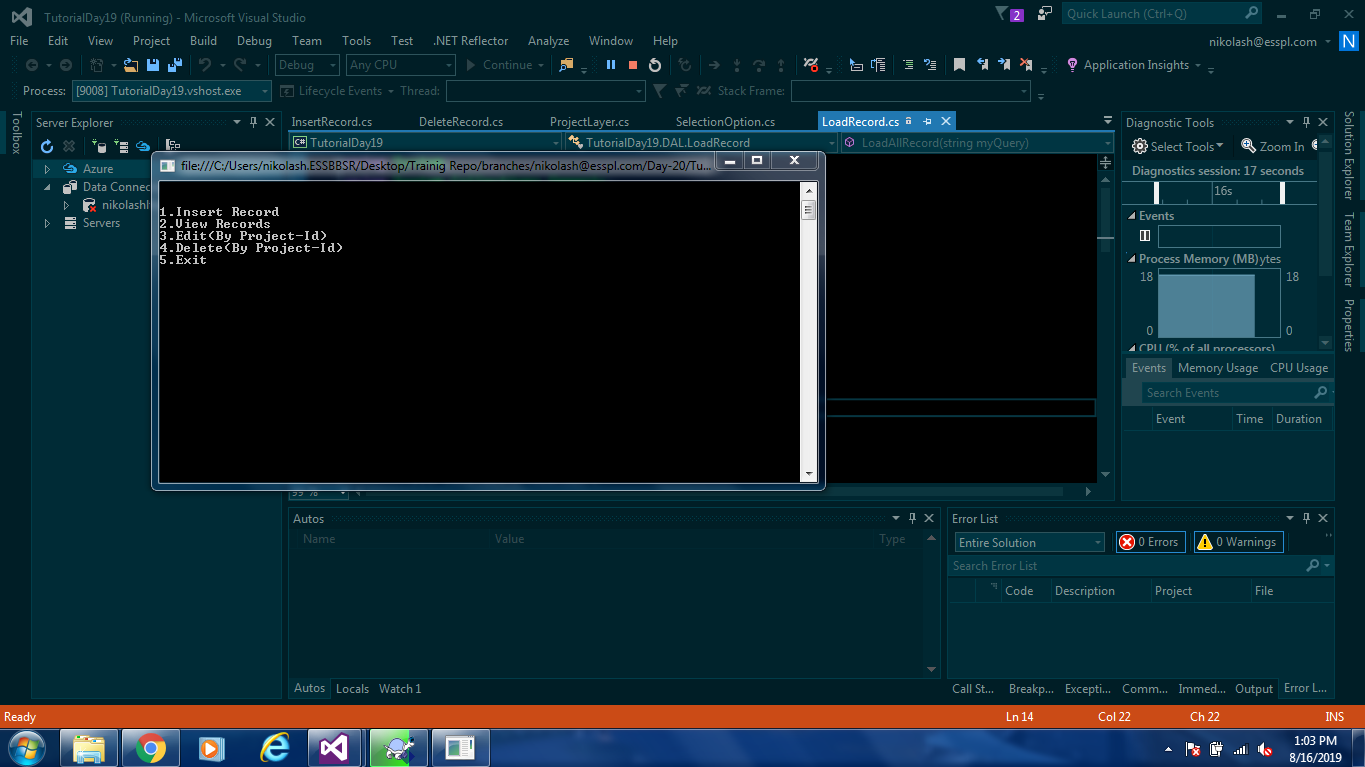 TutorialDay19 (Running) - Microsoft Visual Studio
2
Quick Launch (Ctrl+Q)
File Edit View Project Build Debug Team Tools Test .NET Reflector Analyze Window Help
nikolash@esspl.com N
Debug Any CPU Continue Application Insights
Process: [9008] TutorialDay19.vshost.exe Lifecycle Events Thread: Stack Frame:
Toolbox
Server Explorer
Azure
Data Connec
nikolash
Servers
InsertRecord.cs DeleteRecord.cs ProjectLayer.cs SelectionOption.cs LoadRecord.cs
C# TutorialDay19 TutorialDay19.DAL.LoadRecord LoadAllRecord(string myQuery)
file:///C:/Users/nikolash.ESSBBSR/Desktop/Trainig Repo/branches/nikolash@esspl.com/Day-20/Tu...
1.Insert Record
2.View Records
3.Edit(By Project-Id)
4.Delete(By Project-Id)
5.Exit
99 %
Diagnostic Tools
Select Tools Zoom In
Diagnostics session: 17 seconds
16s
Events
Process Memory (MB) ytes
18 18
0 0
CPU (% of all processors)
Events Memory Usage CPU Usage
Search Events
Event Time Duration
Solution Explorer
Team Explorer
Properties
Autos
Name Value Type
Autos Locals Watch 1
Error List
Entire Solution 0 Errors 0 Warnings
Search Error List
Code Description Project File
Call St... Breakp... Excepti... Comm... Immed... Output Error L...
Ready Ln 14 Col 22 Ch 22 INS
1:03 PM
8/16/2019